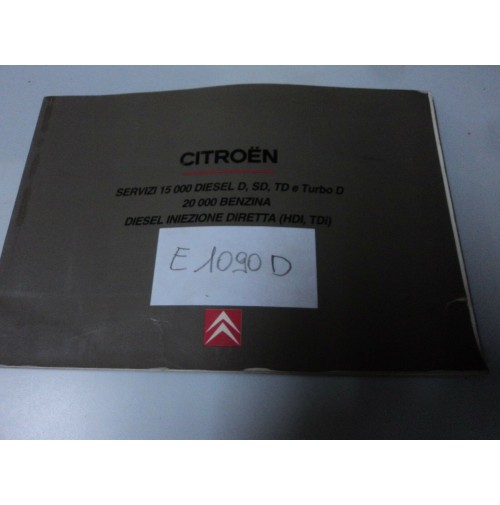 CITROËN
SERVIZI 15 000 DIESEL D, SD, TD e Turbo D
20 000 BENZINA
DIESEL INIEZIONE DIRETTA (HDI, TDI)
E 1090 D